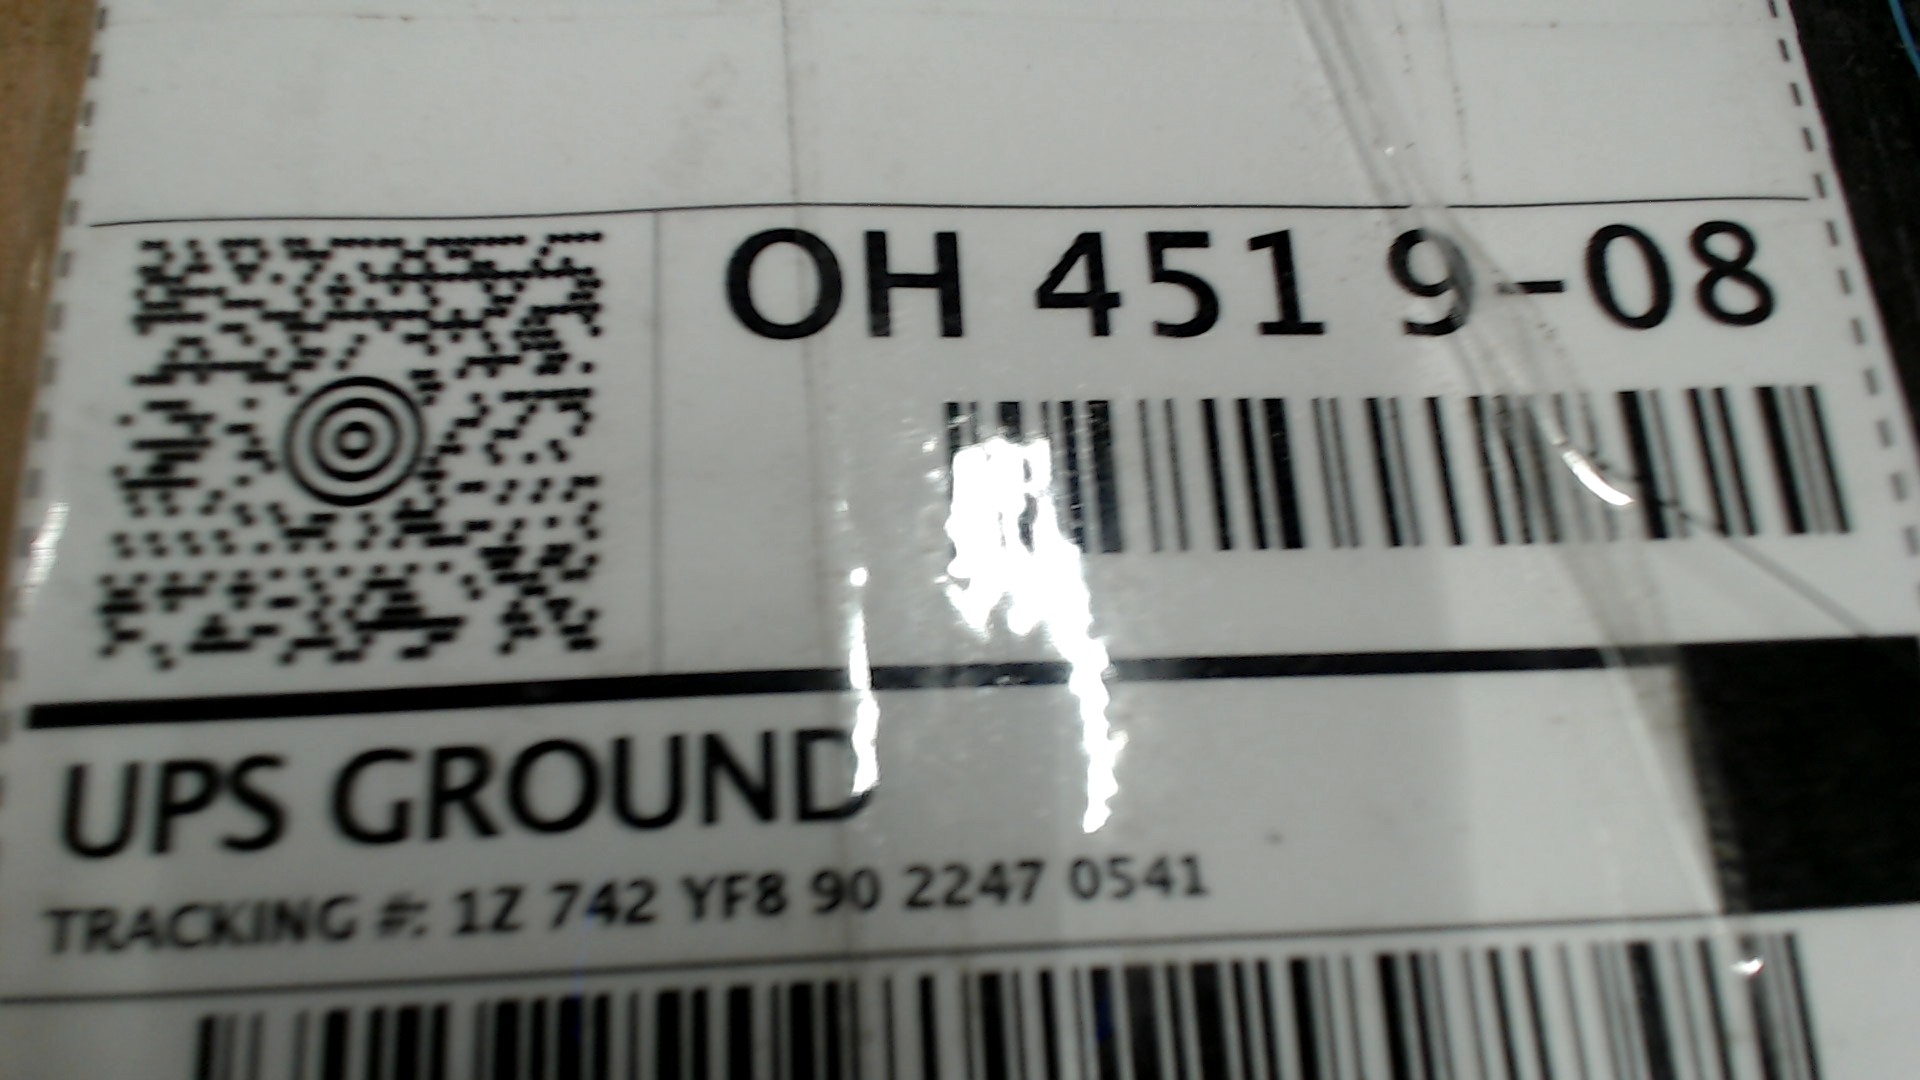 OH 451 9-08
UPS GROUND
TRACKING #: 1Z 742 YF8 90 2247 0541